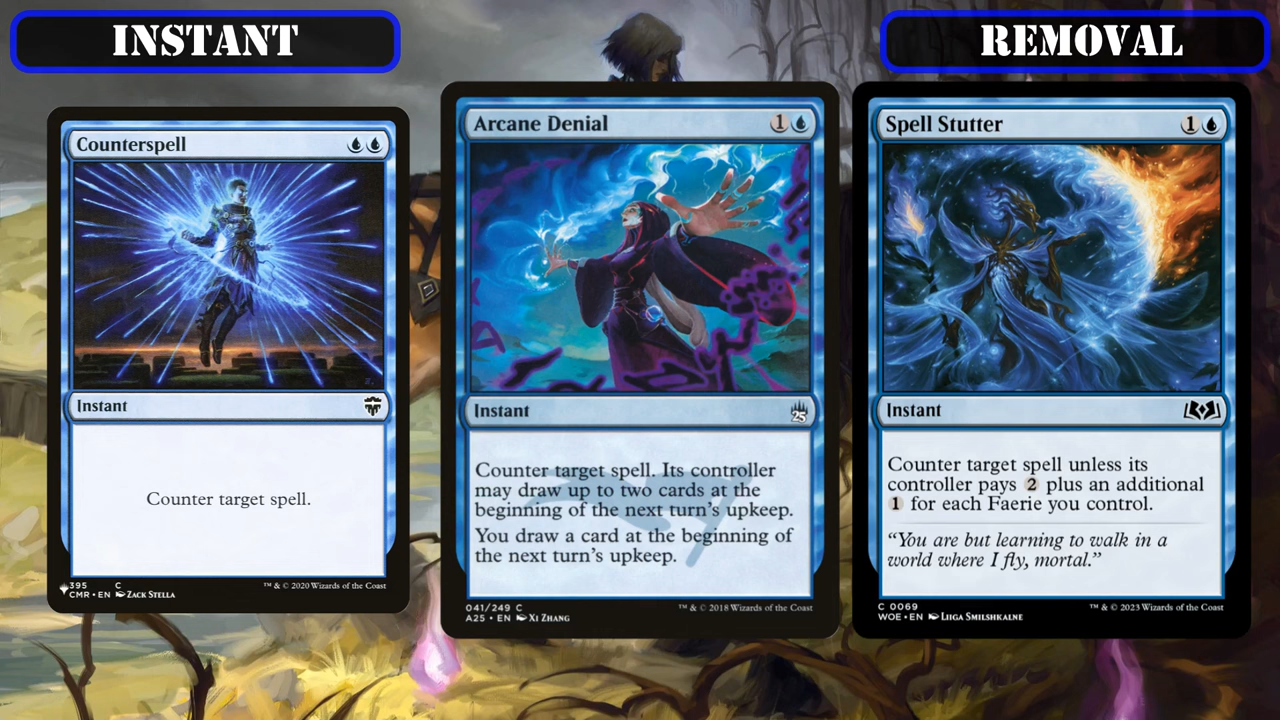 INSTANT
REMOVAL
Counterspell
Instant
Counter target spell.
395 C
CMR • EN ZACK STELLA
™ & © 2020 Wizards of the Coast
Arcane Denial
1
Instant
25
Counter target spell. Its controller
may draw up to two cards at the
beginning of the next turn's upkeep.
You draw a card at the beginning of
the next turn's upkeep.
041/249 C
A25 • EN XI ZHANG
™ & © 2018 Wizards of the Coast
Spell Stutter
1
Instant
Counter target spell unless its
controller pays 2 plus an additional
1 for each Faerie you control.
"You are but learning to walk in a
world where I fly, mortal."
C 0069
WOE • EN LIIGA SMILSHKALNE
™ & © 2023 Wizards of the Coast